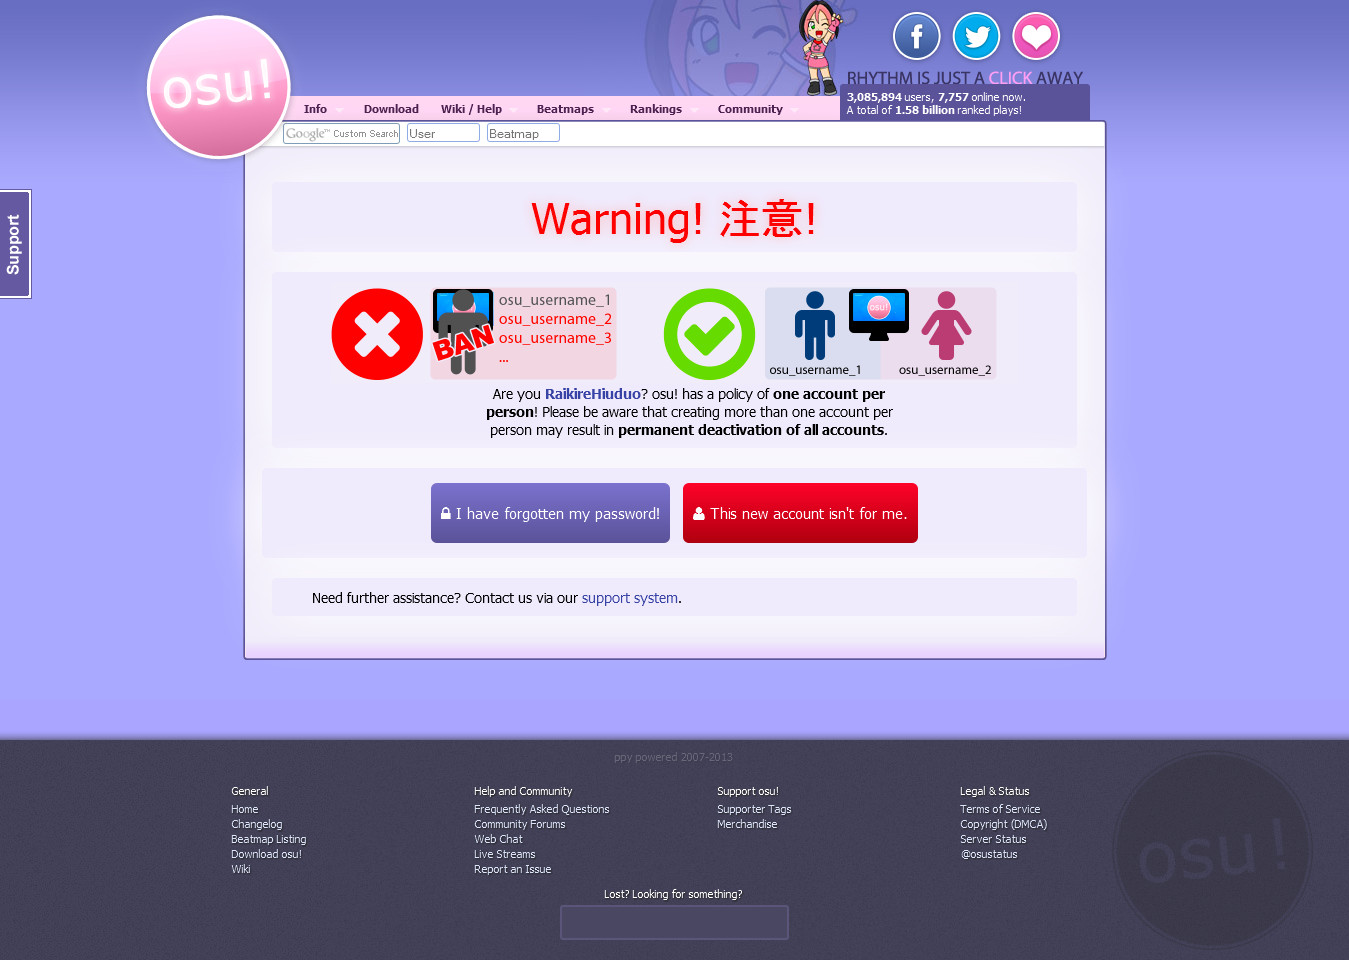 osu!
RHYTHM IS JUST A CLICK AWAY
3,085,894 users, 7,757 online now.
A total of 1.58 billion ranked plays!
Info
Download
Wiki / Help
Beatmaps
Rankings
Community
Google™ Custom Search
User
Beatmap
Support
Warning! 注意!
BAN
osu_username_1
osu_username_2
osu_username_3
...
osu!
osu_username_1
osu_username_2
Are you RaikireHiuduo? osu! has a policy of one account per
person! Please be aware that creating more than one account per
person may result in permanent deactivation of all accounts.
I have forgotten my password!
This new account isn't for me.
Need further assistance? Contact us via our support system.
ppy powered 2007-2013
General
Home
Changelog
Beatmap Listing
Download osu!
Wiki
Help and Community
Frequently Asked Questions
Community Forums
Web Chat
Live Streams
Report an Issue
Support osu!
Supporter Tags
Merchandise
Legal & Status
Terms of Service
Copyright (DMCA)
Server Status
@osustatus
osu!
Lost? Looking for something?